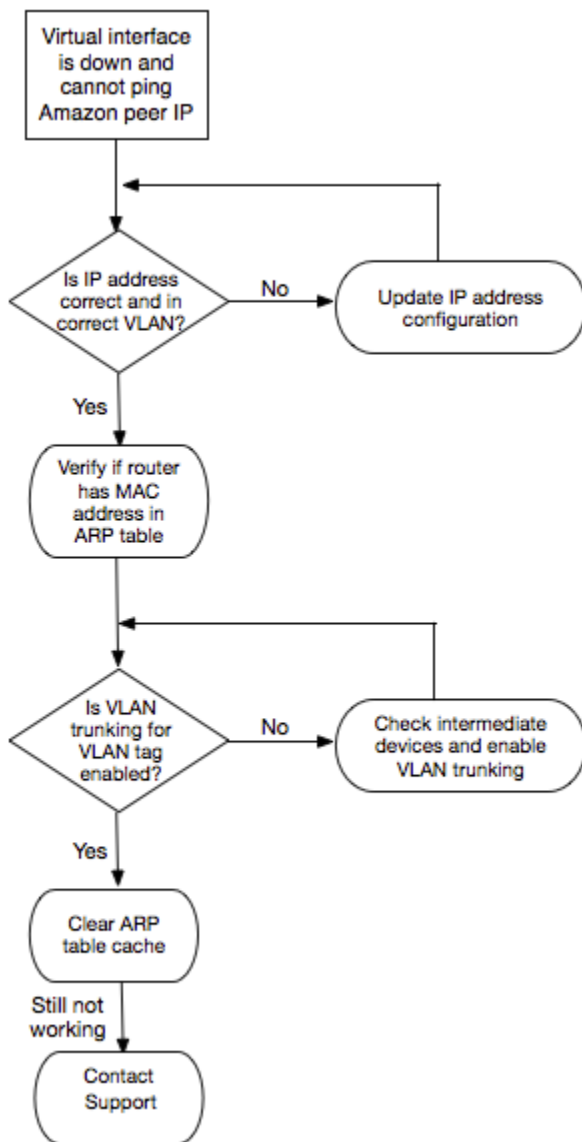 Virtual interface
is down and
cannot ping
Amazon peer IP
Is IP address
correct and in
correct VLAN?
No
Update IP address
configuration
Yes
Verify if router
has MAC
address in
ARP table
Is VLAN
trunking for
VLAN tag
enabled?
No
Check intermediate
devices and enable
VLAN trunking
Yes
Clear ARP
table cache
Still not
working
Contact
Support